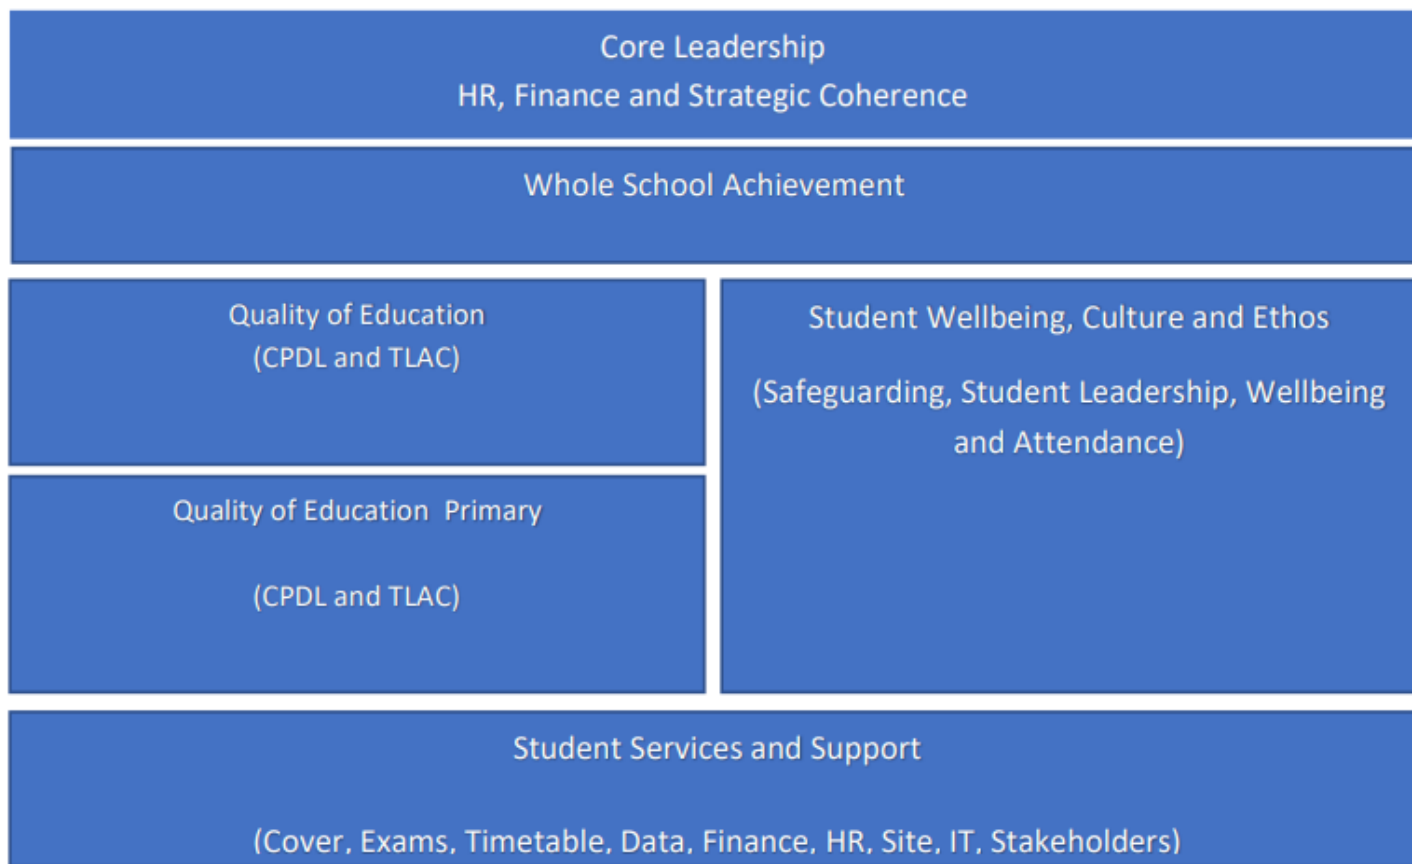 Core Leadership
HR, Finance and Strategic Coherence
Whole School Achievement
Quality of Education
(CPDL and TLAC)
Student Wellbeing, Culture and Ethos
(Safeguarding, Student Leadership, Wellbeing
and Attendance)
Quality of Education  Primary
(CPDL and TLAC)
Student Services and Support
(Cover, Exams, Timetable, Data, Finance, HR, Site, IT, Stakeholders)